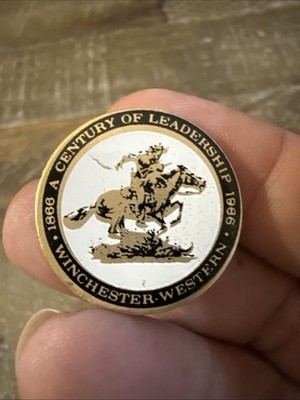 · 1866 A CENTURY OF LEADERSHIP 1966 ·
WINCHESTER-WESTERN